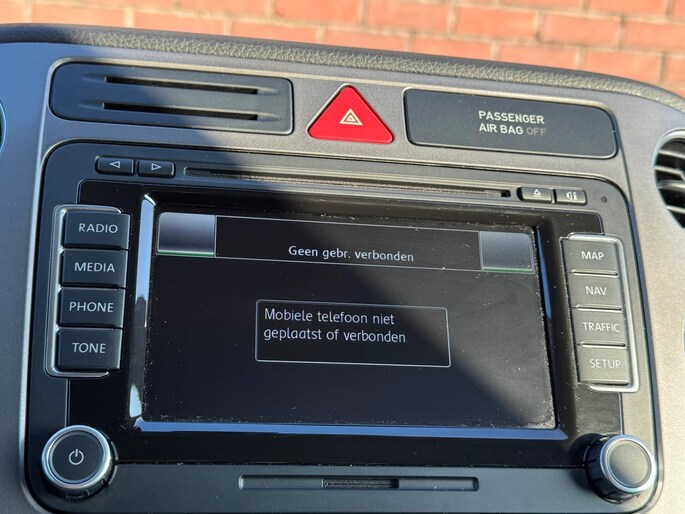 PASSENGER
AIR BAG OFF
RADIO
MEDIA
PHONE
TONE
Geen gebr. verbonden
Mobiele telefoon niet
geplaatst of verbonden
MAP
NAV
TRAFFIC
SETUP